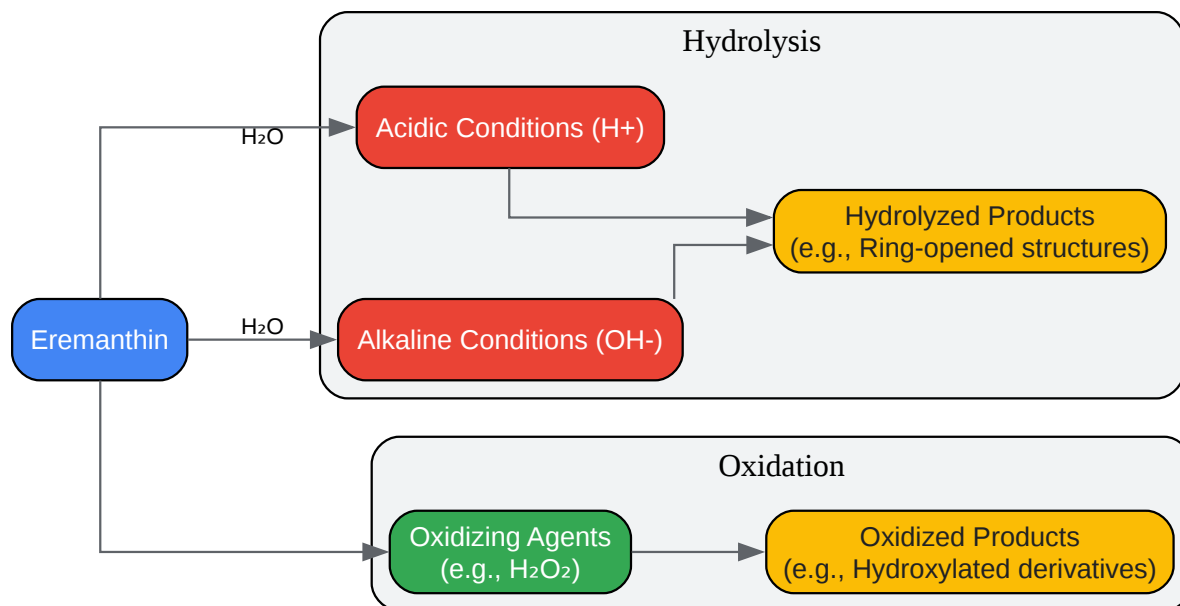 Hydrolysis
Acidic Conditions (H+)
H₂O
Hydrolyzed Products
(e.g., Ring-opened structures)
H₂O
Eremanthin
Alkaline Conditions (OH-)
Oxidation
Oxidizing Agents
(e.g., H₂O₂)
Oxidized Products
(e.g., Hydroxylated derivatives)